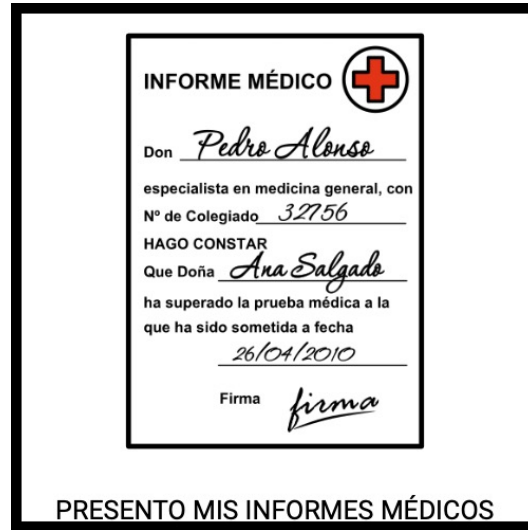 INFORME MÉDICO
Don Pedro Alonso
especialista en medicina general, con
Nº de Colegiado 32756
HAGO CONSTAR
Que Doña Ana Salgado
ha superado la prueba médica a la
que ha sido sometida a fecha
26/04/2010
Firma firma
PRESENTO MIS INFORMES MÉDICOS